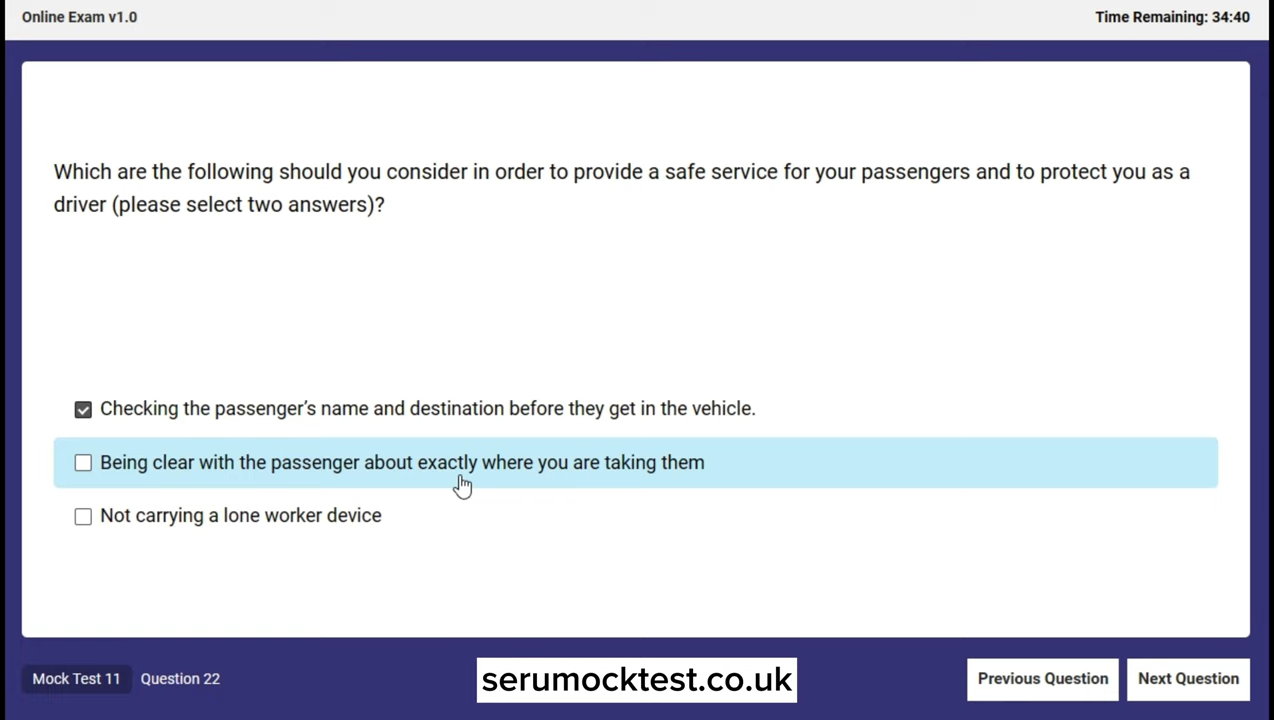 Online Exam v1.0
Time Remaining: 34:40
Which are the following should you consider in order to provide a safe service for your passengers and to protect you as a
driver (please select two answers)?
Checking the passenger’s name and destination before they get in the vehicle.
Being clear with the passenger about exactly where you are taking them
Not carrying a lone worker device
Mock Test 11
Question 22
serumocktest.co.uk
Previous Question
Next Question